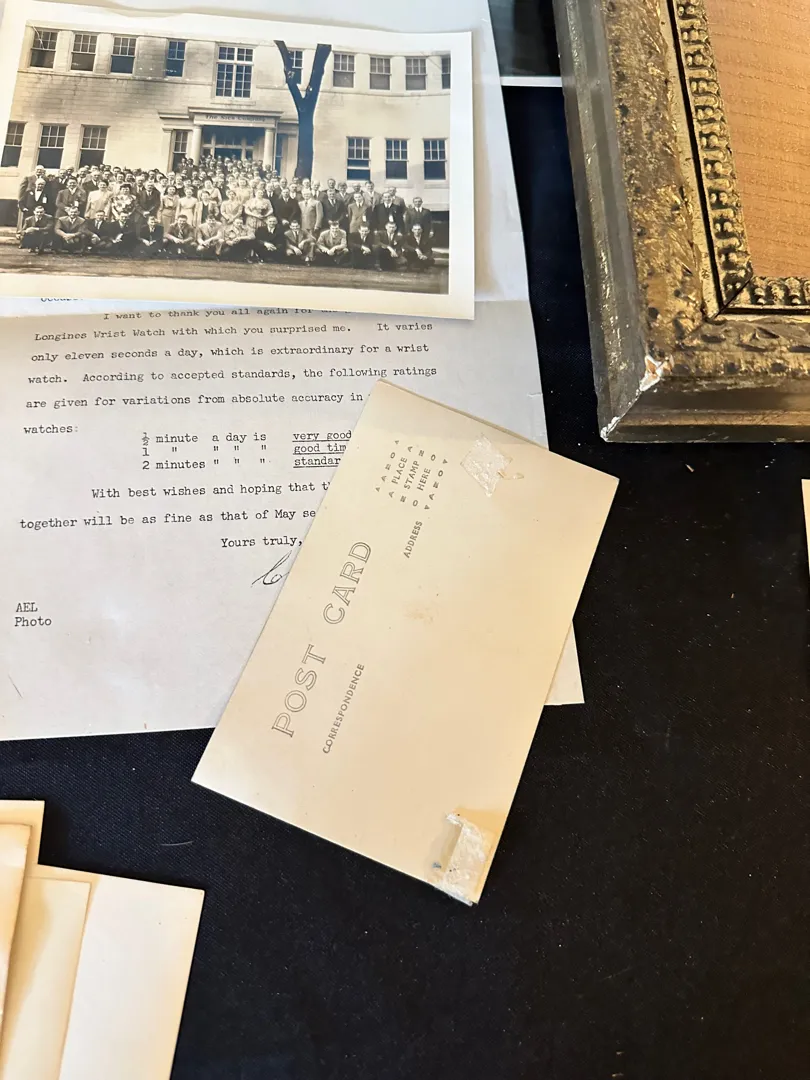 The
I want to thank you all again for
Longines Wrist Watch with which you surprised me. It varies
only eleven seconds a day, which is extraordinary for a wrist
watch. According to accepted standards, the following ratings
are given for variations from absolute accuracy in
watches:
½ minute a day is very good
1 " " " good tim
2 minutes " " " standar
With best wishes and hoping that th
together will be as fine as that of May se
Yours truly,
AEL
Photo
PLACE
STAMP
HERE
ADDRESS
POST CARD
CORRESPONDENCE